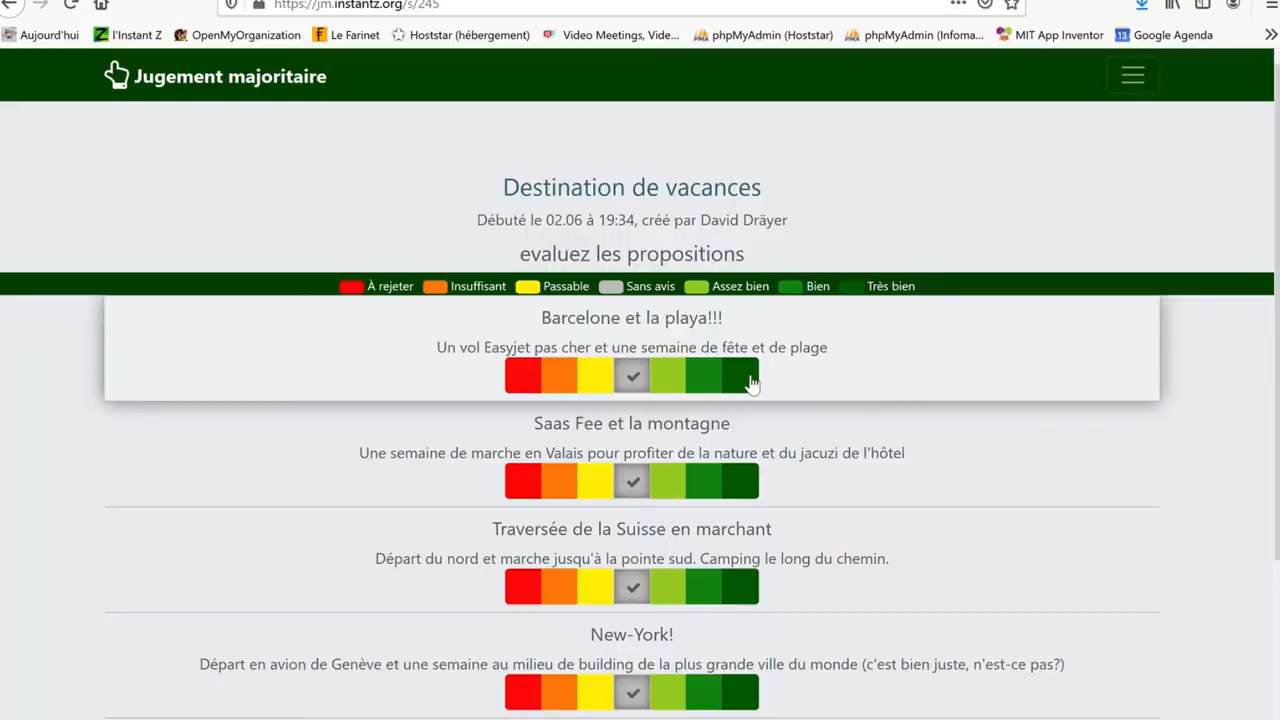 https://jm.instantz.org/s/245
Aujourd'hui
l'Instant Z
OpenMyOrganization
Le Farinet
Hoststar (hébergement)
Video Meetings, Vide...
phpMyAdmin (Hoststar)
phpMyAdmin (Infoma...
MIT App Inventor
13
Google Agenda
Jugement majoritaire
Destination de vacances
Débuté le 02.06 à 19:34, créé par David Dräyer
evaluez les propositions
À rejeter
Insuffisant
Passable
Sans avis
Assez bien
Bien
Très bien
Barcelone et la playa!!!
Un vol Easyjet pas cher et une semaine de fête et de plage
Saas Fee et la montagne
Une semaine de marche en Valais pour profiter de la nature et du jacuzi de l'hôtel
Traversée de la Suisse en marchant
Départ du nord et marche jusqu'à la pointe sud. Camping le long du chemin.
New-York!
Départ en avion de Genève et une semaine au milieu de building de la plus grande ville du monde (c'est bien juste, n'est-ce pas?)